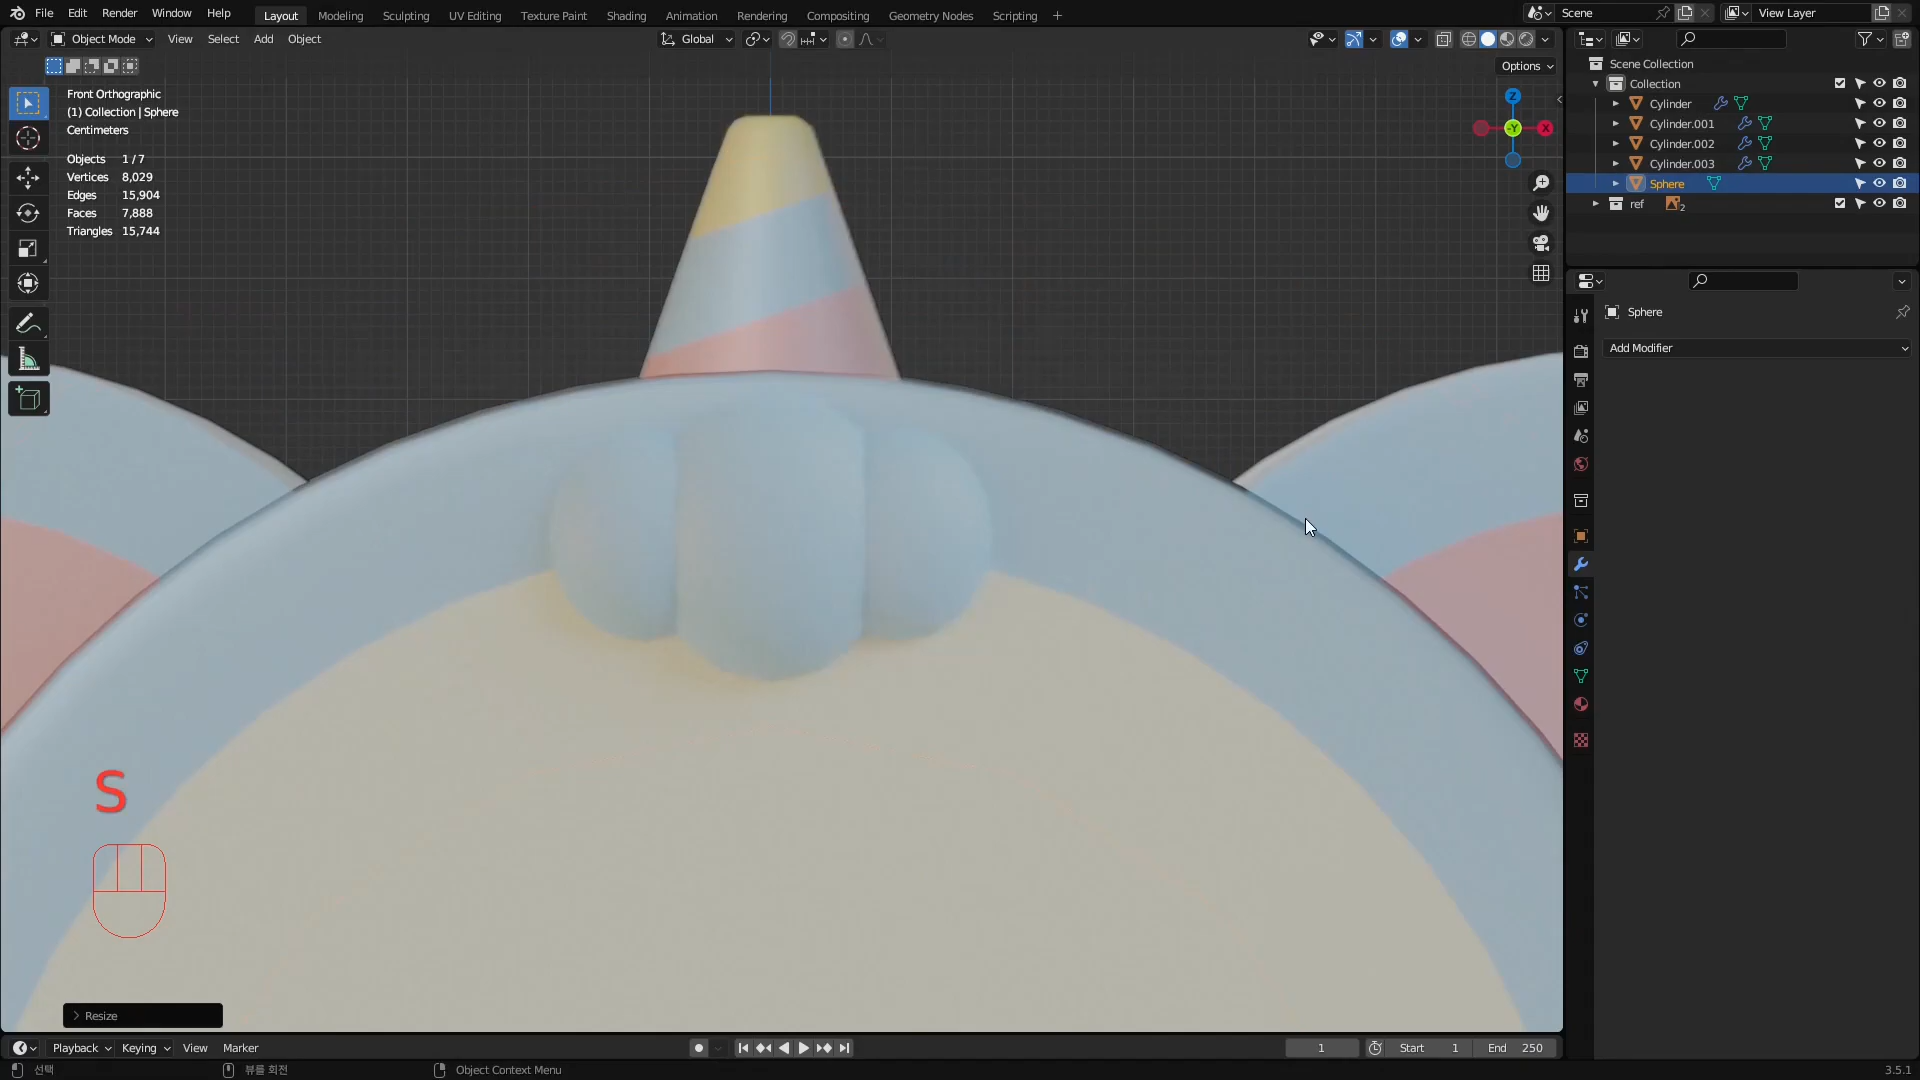 File Edit Render Window Help
Layout Modeling Sculpting UV Editing Texture Paint Shading Animation Rendering Compositing Geometry Nodes Scripting +
Scene
View Layer
Object Mode View Select Add Object
Global
Options
Front Orthographic
(1) Collection | Sphere
Centimeters
Objects 1 / 7
Vertices 8,029
Edges 15,904
Faces 7,888
Triangles 15,744
Z
X
-Y
Scene Collection
Collection
Cylinder
Cylinder.001
Cylinder.002
Cylinder.003
Sphere
ref 2
Sphere
Add Modifier
S
Resize
Playback Keying View Marker
1 Start 1 End 250
선택 뷰를 회전 Object Context Menu 3.5.1